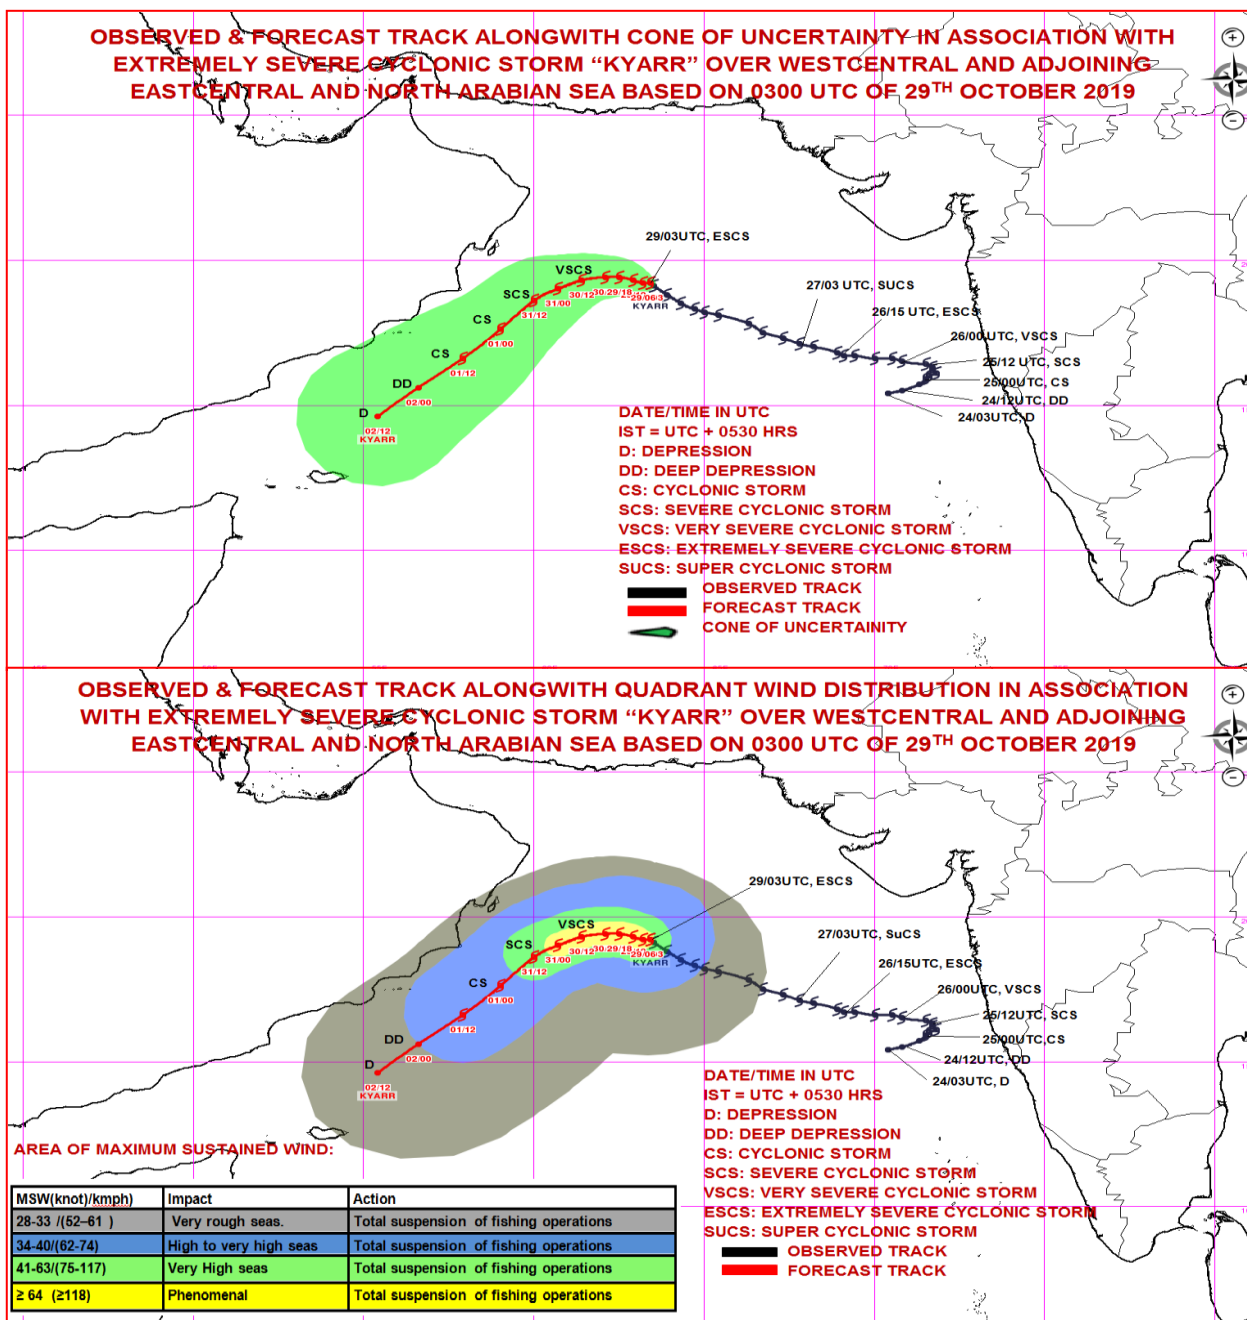 OBSERVED & FORECAST TRACK ALONGWITH CONE OF UNCERTAINTY IN ASSOCIATION WITH
EXTREMELY SEVERE CYCLONIC STORM “KYARR” OVER WESTCENTRAL AND ADJOINING
EASTCENTRAL AND NORTH ARABIAN SEA BASED ON 0300 UTC OF 29TH OCTOBER 2019
29/03UTC, ESCS
VSCS
27/03 UTC, SUCS
SCS
30/12
29/18
29/06
31/00
KYARR
26/15 UTC, ESCS
31/12
CS
26/00UTC, VSCS
01/00
CS
25/12 UTC, SCS
01/12
25/00UTC, CS
DD
24/12UTC, DD
02/00
D
24/03UTC, D
02/12
KYARR
DATE/TIME IN UTC
IST = UTC + 0530 HRS
D: DEPRESSION
DD: DEEP DEPRESSION
CS: CYCLONIC STORM
SCS: SEVERE CYCLONIC STORM
VSCS: VERY SEVERE CYCLONIC STORM
ESCS: EXTREMELY SEVERE CYCLONIC STORM
SUCS: SUPER CYCLONIC STORM
OBSERVED TRACK
FORECAST TRACK
CONE OF UNCERTAINTY
OBSERVED & FORECAST TRACK ALONGWITH QUADRANT WIND DISTRIBUTION IN ASSOCIATION
WITH EXTREMELY SEVERE CYCLONIC STORM “KYARR” OVER WESTCENTRAL AND ADJOINING
EASTCENTRAL AND NORTH ARABIAN SEA BASED ON 0300 UTC OF 29TH OCTOBER 2019
29/03UTC, ESCS
VSCS
27/03UTC, SuCS
SCS
30/12
29/18
29/06
31/00
KYARR
26/15UTC, ESCS
31/12
CS
26/00UTC, VSCS
01/00
25/12UTC, SCS
01/12
25/00UTC,CS
DD
24/12UTC, DD
02/00
D
24/03UTC, D
02/12
KYARR
DATE/TIME IN UTC
IST = UTC + 0530 HRS
D: DEPRESSION
DD: DEEP DEPRESSION
CS: CYCLONIC STORM
SCS: SEVERE CYCLONIC STORM
VSCS: VERY SEVERE CYCLONIC STORM
ESCS: EXTREMELY SEVERE CYCLONIC STORM
SUCS: SUPER CYCLONIC STORM
OBSERVED TRACK
FORECAST TRACK
AREA OF MAXIMUM SUSTAINED WIND:
MSW(knot)/kmph) Impact Action
28-33 /(52–61 ) Very rough seas. Total suspension of fishing operations
34-40/(62-74) High to very high seas Total suspension of fishing operations
41-63/(75-117) Very High seas Total suspension of fishing operations
≥ 64 (≥118) Phenomenal Total suspension of fishing operations